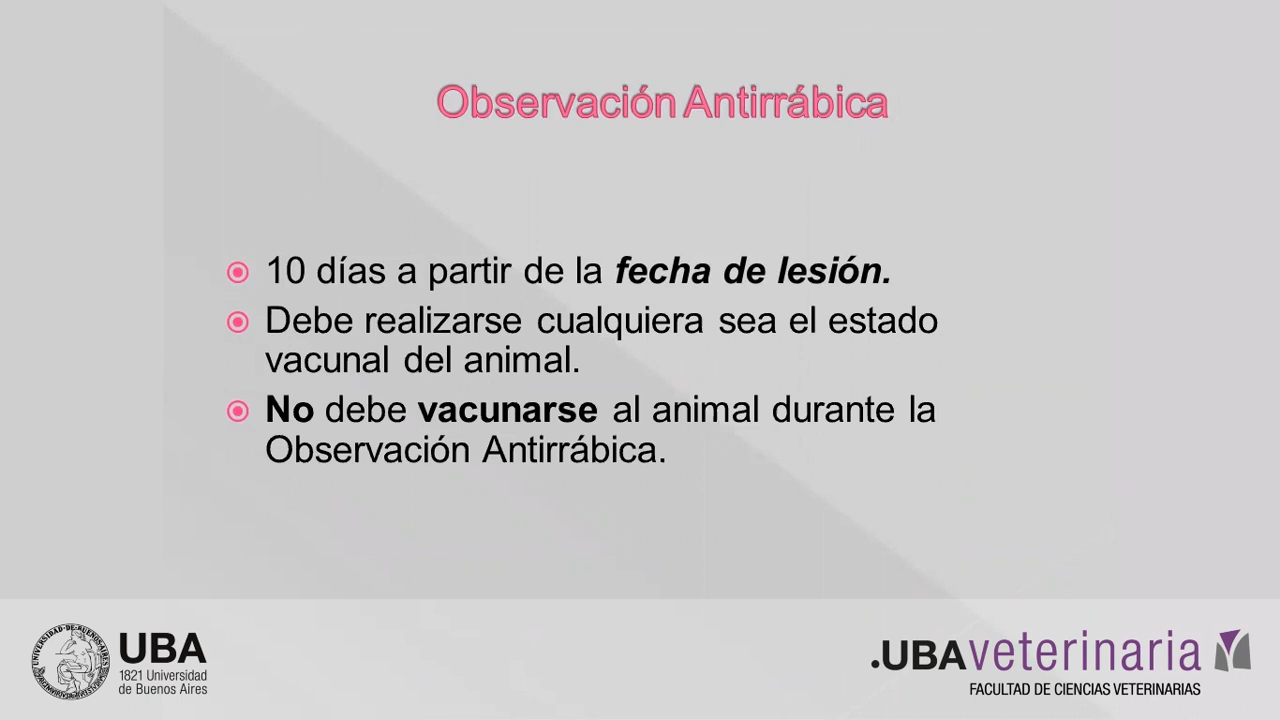 Observación Antirrábica
10 días a partir de la fecha de lesión.
Debe realizarse cualquiera sea el estado
vacunal del animal.
No debe vacunarse al animal durante la
Observación Antirrábica.
UBA
1821 Universidad
de Buenos Aires
.UBAveterinaria
FACULTAD DE CIENCIAS VETERINARIAS